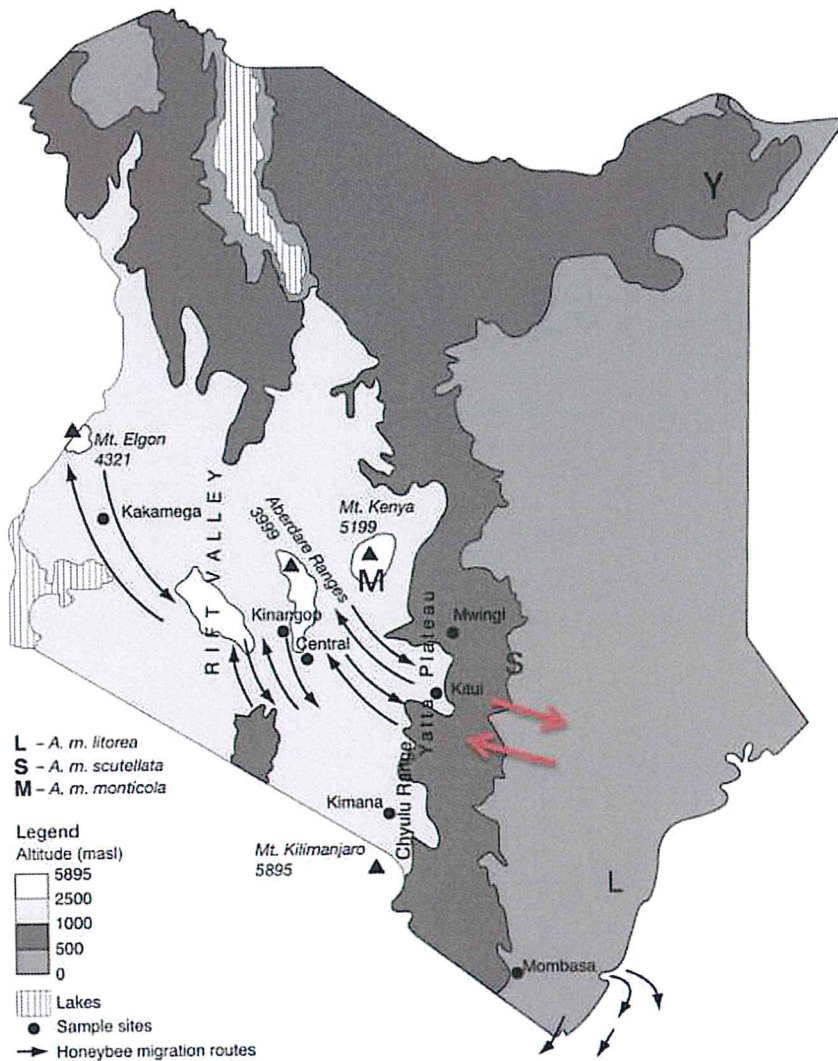 Y
Mt. Elgon
4321
Kakamega
RIFT VALLEY
Aberdare Ranges
3999
Mt. Kenya
5199
M
Kinangop
Central
Mwingi
Yatta Plateau
S
Kitui
L – A. m. litorea
S – A. m. scutellata
M – A. m. monticola
Kimana
Chyulu Range
Mt. Kilimanjaro
5895
L
Mombasa
Legend
Altitude (masl)
5895
2500
1000
500
0
Lakes
Sample sites
Honeybee migration routes